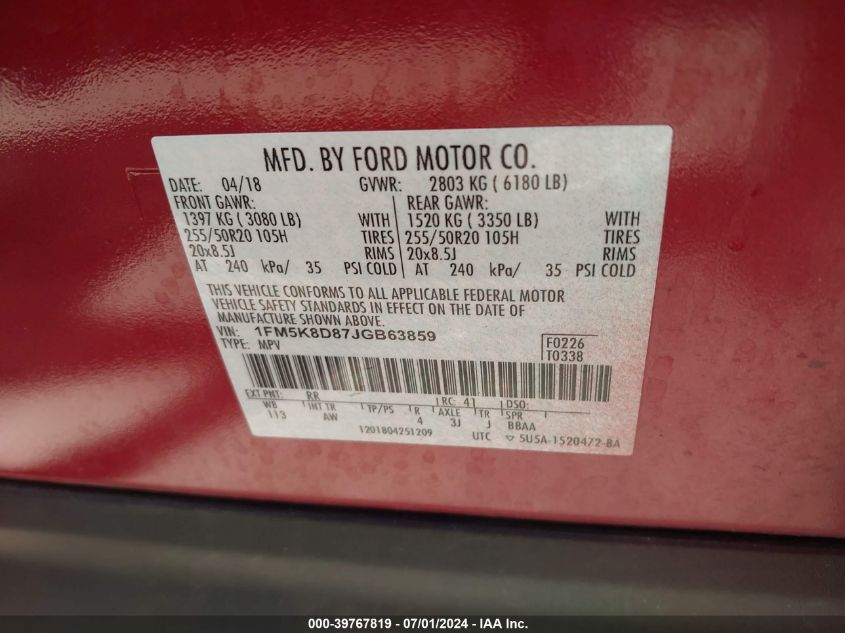 MFD. BY FORD MOTOR CO.
DATE: 04/18 GVWR: 2803 KG ( 6180 LB)
FRONT GAWR: REAR GAWR:
1397 KG ( 3080 LB) WITH 1520 KG ( 3350 LB) WITH
255/50R20 105H TIRES 255/50R20 105H TIRES
20x8.5J RIMS 20x8.5J RIMS
AT 240 kPa/ 35 PSI COLD AT 240 kPa/ 35 PSI COLD
THIS VEHICLE CONFORMS TO ALL APPLICABLE FEDERAL MOTOR
VEHICLE SAFETY STANDARDS IN EFFECT ON THE DATE OF
MANUFACTURE SHOWN ABOVE.
VIN: 1FM5K8D87JGB63859
TYPE: MPV
F0226
T0338
EXT PNT: RR RC: 41 DSO:
WB INT TR TP/PS R AXLE TR SPR
113 AW 4 3J J BBAA
1201804251209 UTC ▽ 5U5A-1520472-BA
000-39767819 - 07/01/2024 - IAA Inc.